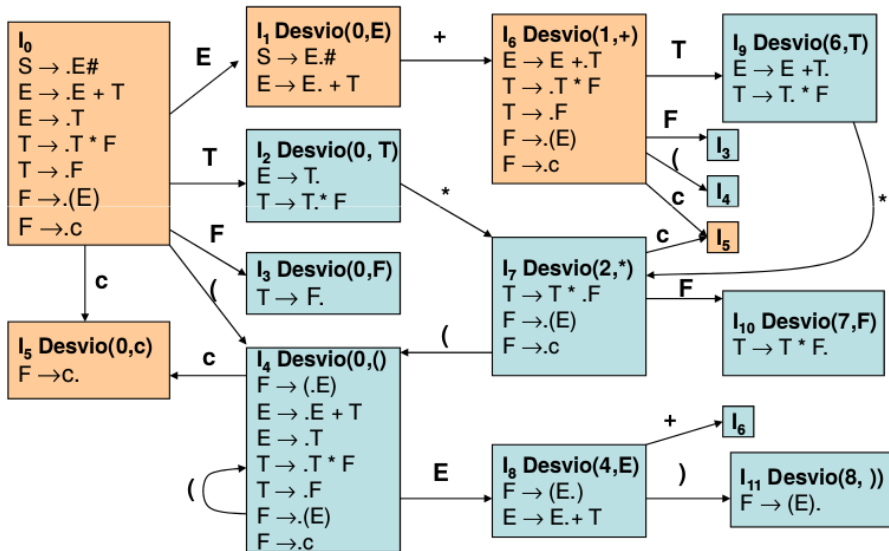 I0
S → .E#
E → .E + T
E → .T
T → .T * F
T → .F
F → .(E)
F →.c
E
I1 Desvio(0,E)
S → E.#
E → E. + T
+
I6 Desvio(1,+)
E → E +.T
T → .T * F
T → .F
F →.(E)
F →.c
T
I9 Desvio(6,T)
E → E +T.
T → T. * F
T
I2 Desvio(0, T)
E → T.
T → T.* F
*
F
I3
(
I4
c
I5
*
F
I3 Desvio(0,F)
T → F.
(
c
I7 Desvio(2,*)
T → T * .F
F →.(E)
F →.c
c
F
I10 Desvio(7,F)
T → T * F.
(
I5 Desvio(0,c)
F →c.
c
I4 Desvio(0,()
F → (.E)
E → .E + T
E → .T
T → .T * F
T → .F
F →.(E)
F →.c
(
E
I8 Desvio(4,E)
F → (E.)
E → E.+ T
+
I6
)
I11 Desvio(8, ))
F → (E).